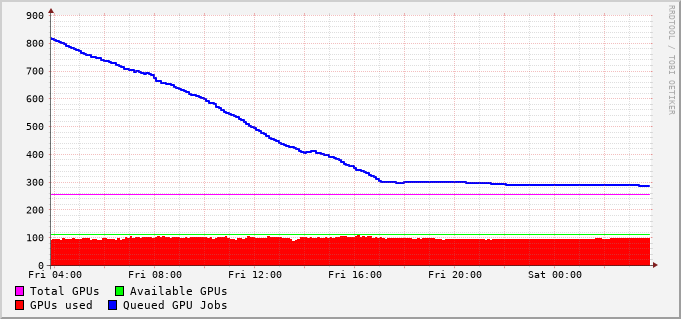 900
800
700
600
500
400
300
200
100
0
Fri 04:00 Fri 08:00 Fri 12:00 Fri 16:00 Fri 20:00 Sat 00:00
Total GPUs Available GPUs
GPUs used Queued GPU Jobs
RRDTOOL / TOBI OETIKER